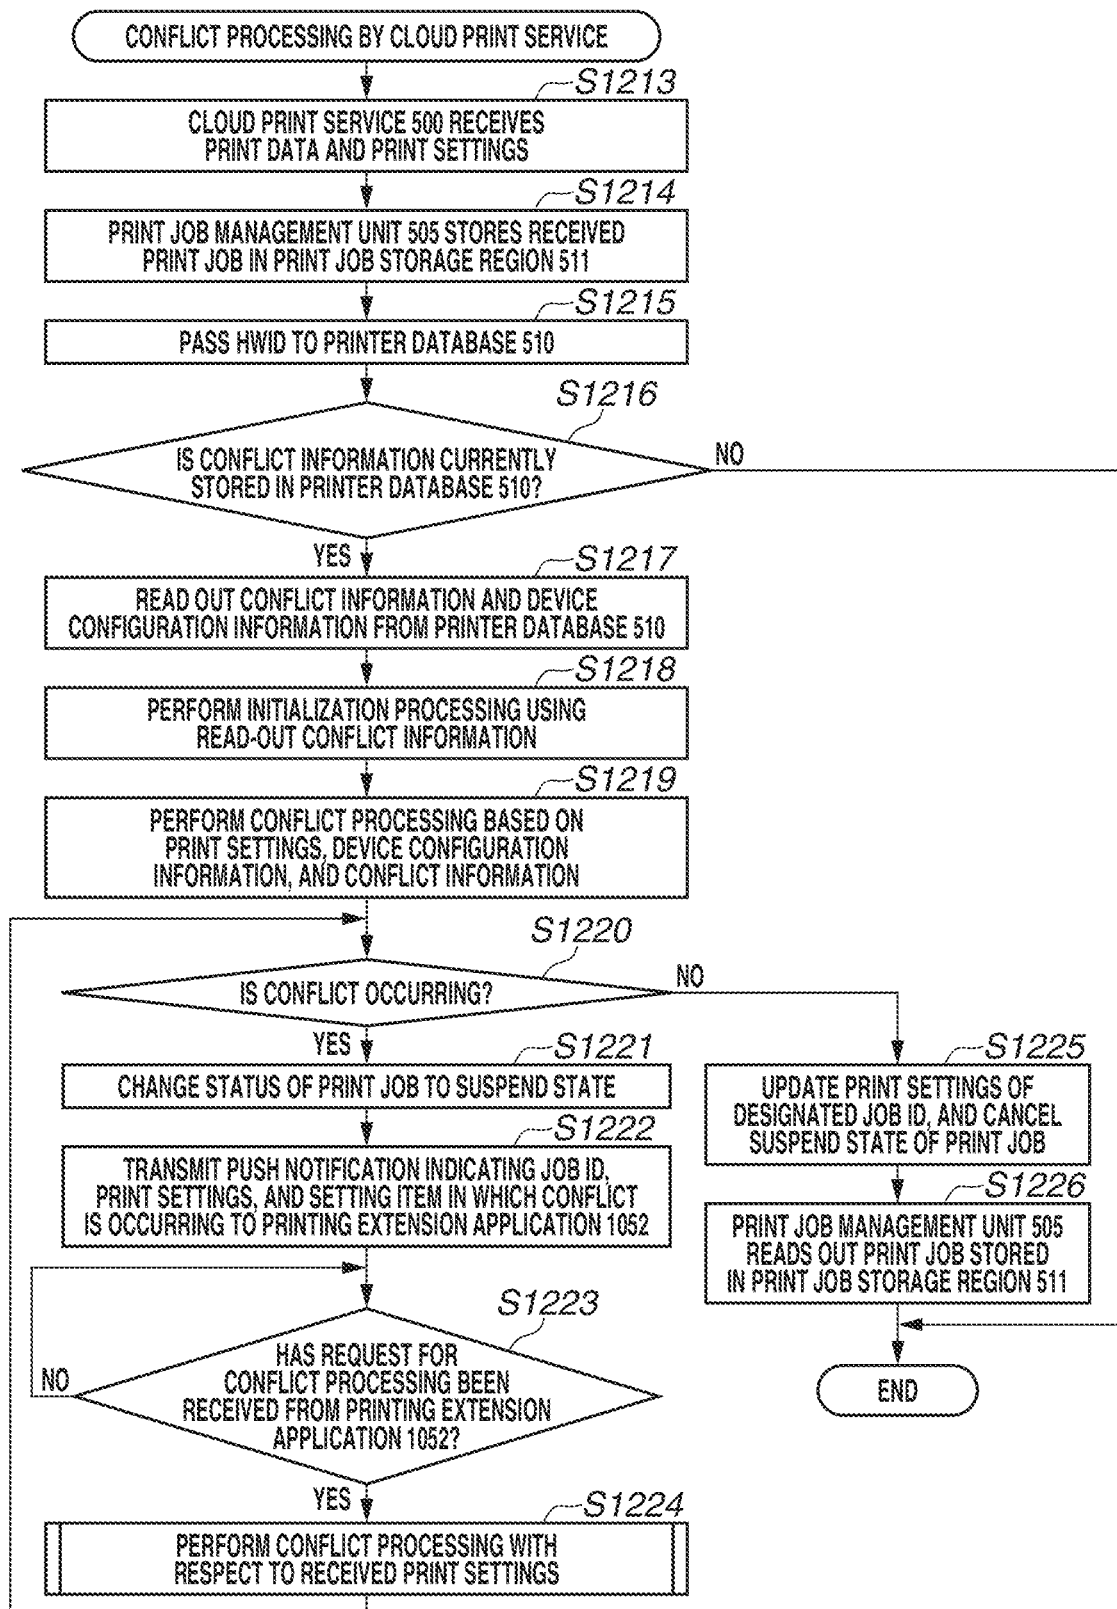 CONFLICT PROCESSING BY CLOUD PRINT SERVICE
S1213
CLOUD PRINT SERVICE 500 RECEIVES
PRINT DATA AND PRINT SETTINGS
S1214
PRINT JOB MANAGEMENT UNIT 505 STORES RECEIVED
PRINT JOB IN PRINT JOB STORAGE REGION 511
S1215
PASS HWID TO PRINTER DATABASE 510
S1216
IS CONFLICT INFORMATION CURRENTLY
STORED IN PRINTER DATABASE 510?
NO
YES
S1217
READ OUT CONFLICT INFORMATION AND DEVICE
CONFIGURATION INFORMATION FROM PRINTER DATABASE 510
S1218
PERFORM INITIALIZATION PROCESSING USING
READ-OUT CONFLICT INFORMATION
S1219
PERFORM CONFLICT PROCESSING BASED ON
PRINT SETTINGS, DEVICE CONFIGURATION
INFORMATION, AND CONFLICT INFORMATION
S1220
IS CONFLICT OCCURRING?
NO
YES
S1221
CHANGE STATUS OF PRINT JOB TO SUSPEND STATE
S1222
TRANSMIT PUSH NOTIFICATION INDICATING JOB ID,
PRINT SETTINGS, AND SETTING ITEM IN WHICH CONFLICT
IS OCCURRING TO PRINTING EXTENSION APPLICATION 1052
S1223
HAS REQUEST FOR
CONFLICT PROCESSING BEEN
RECEIVED FROM PRINTING EXTENSION
APPLICATION 1052?
NO
YES
S1224
PERFORM CONFLICT PROCESSING WITH
RESPECT TO RECEIVED PRINT SETTINGS
S1225
UPDATE PRINT SETTINGS OF
DESIGNATED JOB ID, AND CANCEL
SUSPEND STATE OF PRINT JOB
S1226
PRINT JOB MANAGEMENT UNIT 505
READS OUT PRINT JOB STORED
IN PRINT JOB STORAGE REGION 511
END